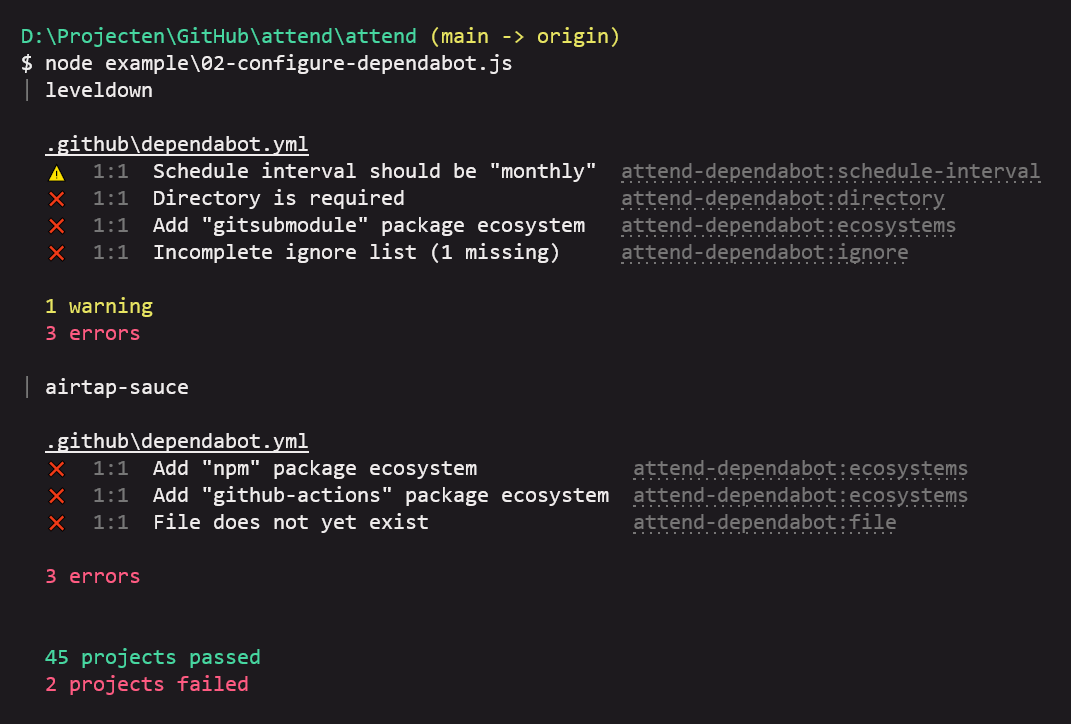 D:\Projecten\GitHub\attend\attend (main -> origin)
$ node example\02-configure-dependabot.js
│ leveldown
.github\dependabot.yml
⚠ 1:1 Schedule interval should be "monthly" attend-dependabot:schedule-interval
✖ 1:1 Directory is required attend-dependabot:directory
✖ 1:1 Add "gitsubmodule" package ecosystem attend-dependabot:ecosystems
✖ 1:1 Incomplete ignore list (1 missing) attend-dependabot:ignore
1 warning
3 errors
│ airtap-sauce
.github\dependabot.yml
✖ 1:1 Add "npm" package ecosystem attend-dependabot:ecosystems
✖ 1:1 Add "github-actions" package ecosystem attend-dependabot:ecosystems
✖ 1:1 File does not yet exist attend-dependabot:file
3 errors
45 projects passed
2 projects failed